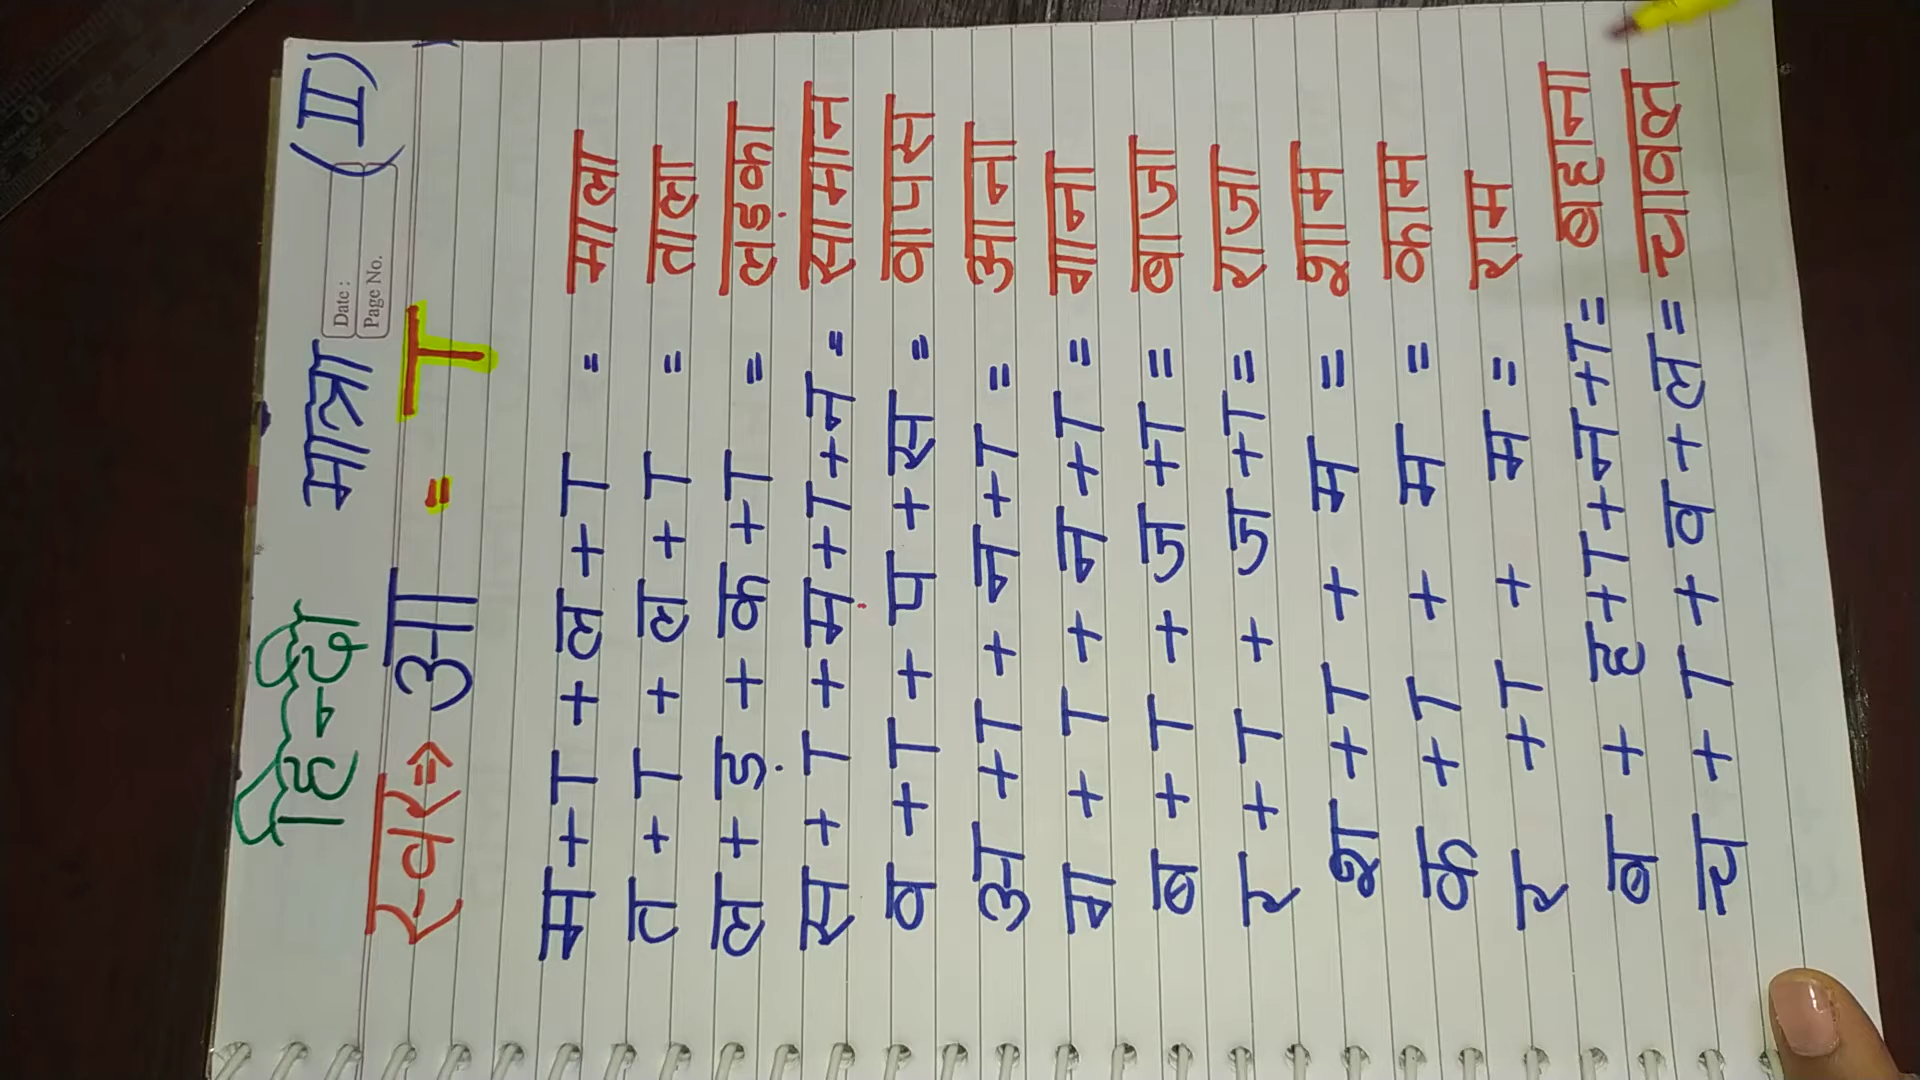 हिन्दी मात्रा (II)
Date :
Page No.
स्वर ⇒ आ = ा
म + ा + ल + ा = माला
त + ा + ल + ा = ताला
ल + ड़ + क + ा = लड़का
स + ा + म + ा + न = सामान
व + ा + प + स = वापस
अ + ा + न + ा = आना
ग + ा + न + ा = गाना
ब + ा + ज + ा = बाजा
र + ा + ज + ा = राजा
श + ा + म = शाम
क + ा + म = काम
र + ा + म = राम
ब + ह + ा + न + ा = बहाना
च + ा + व + ल = चावल